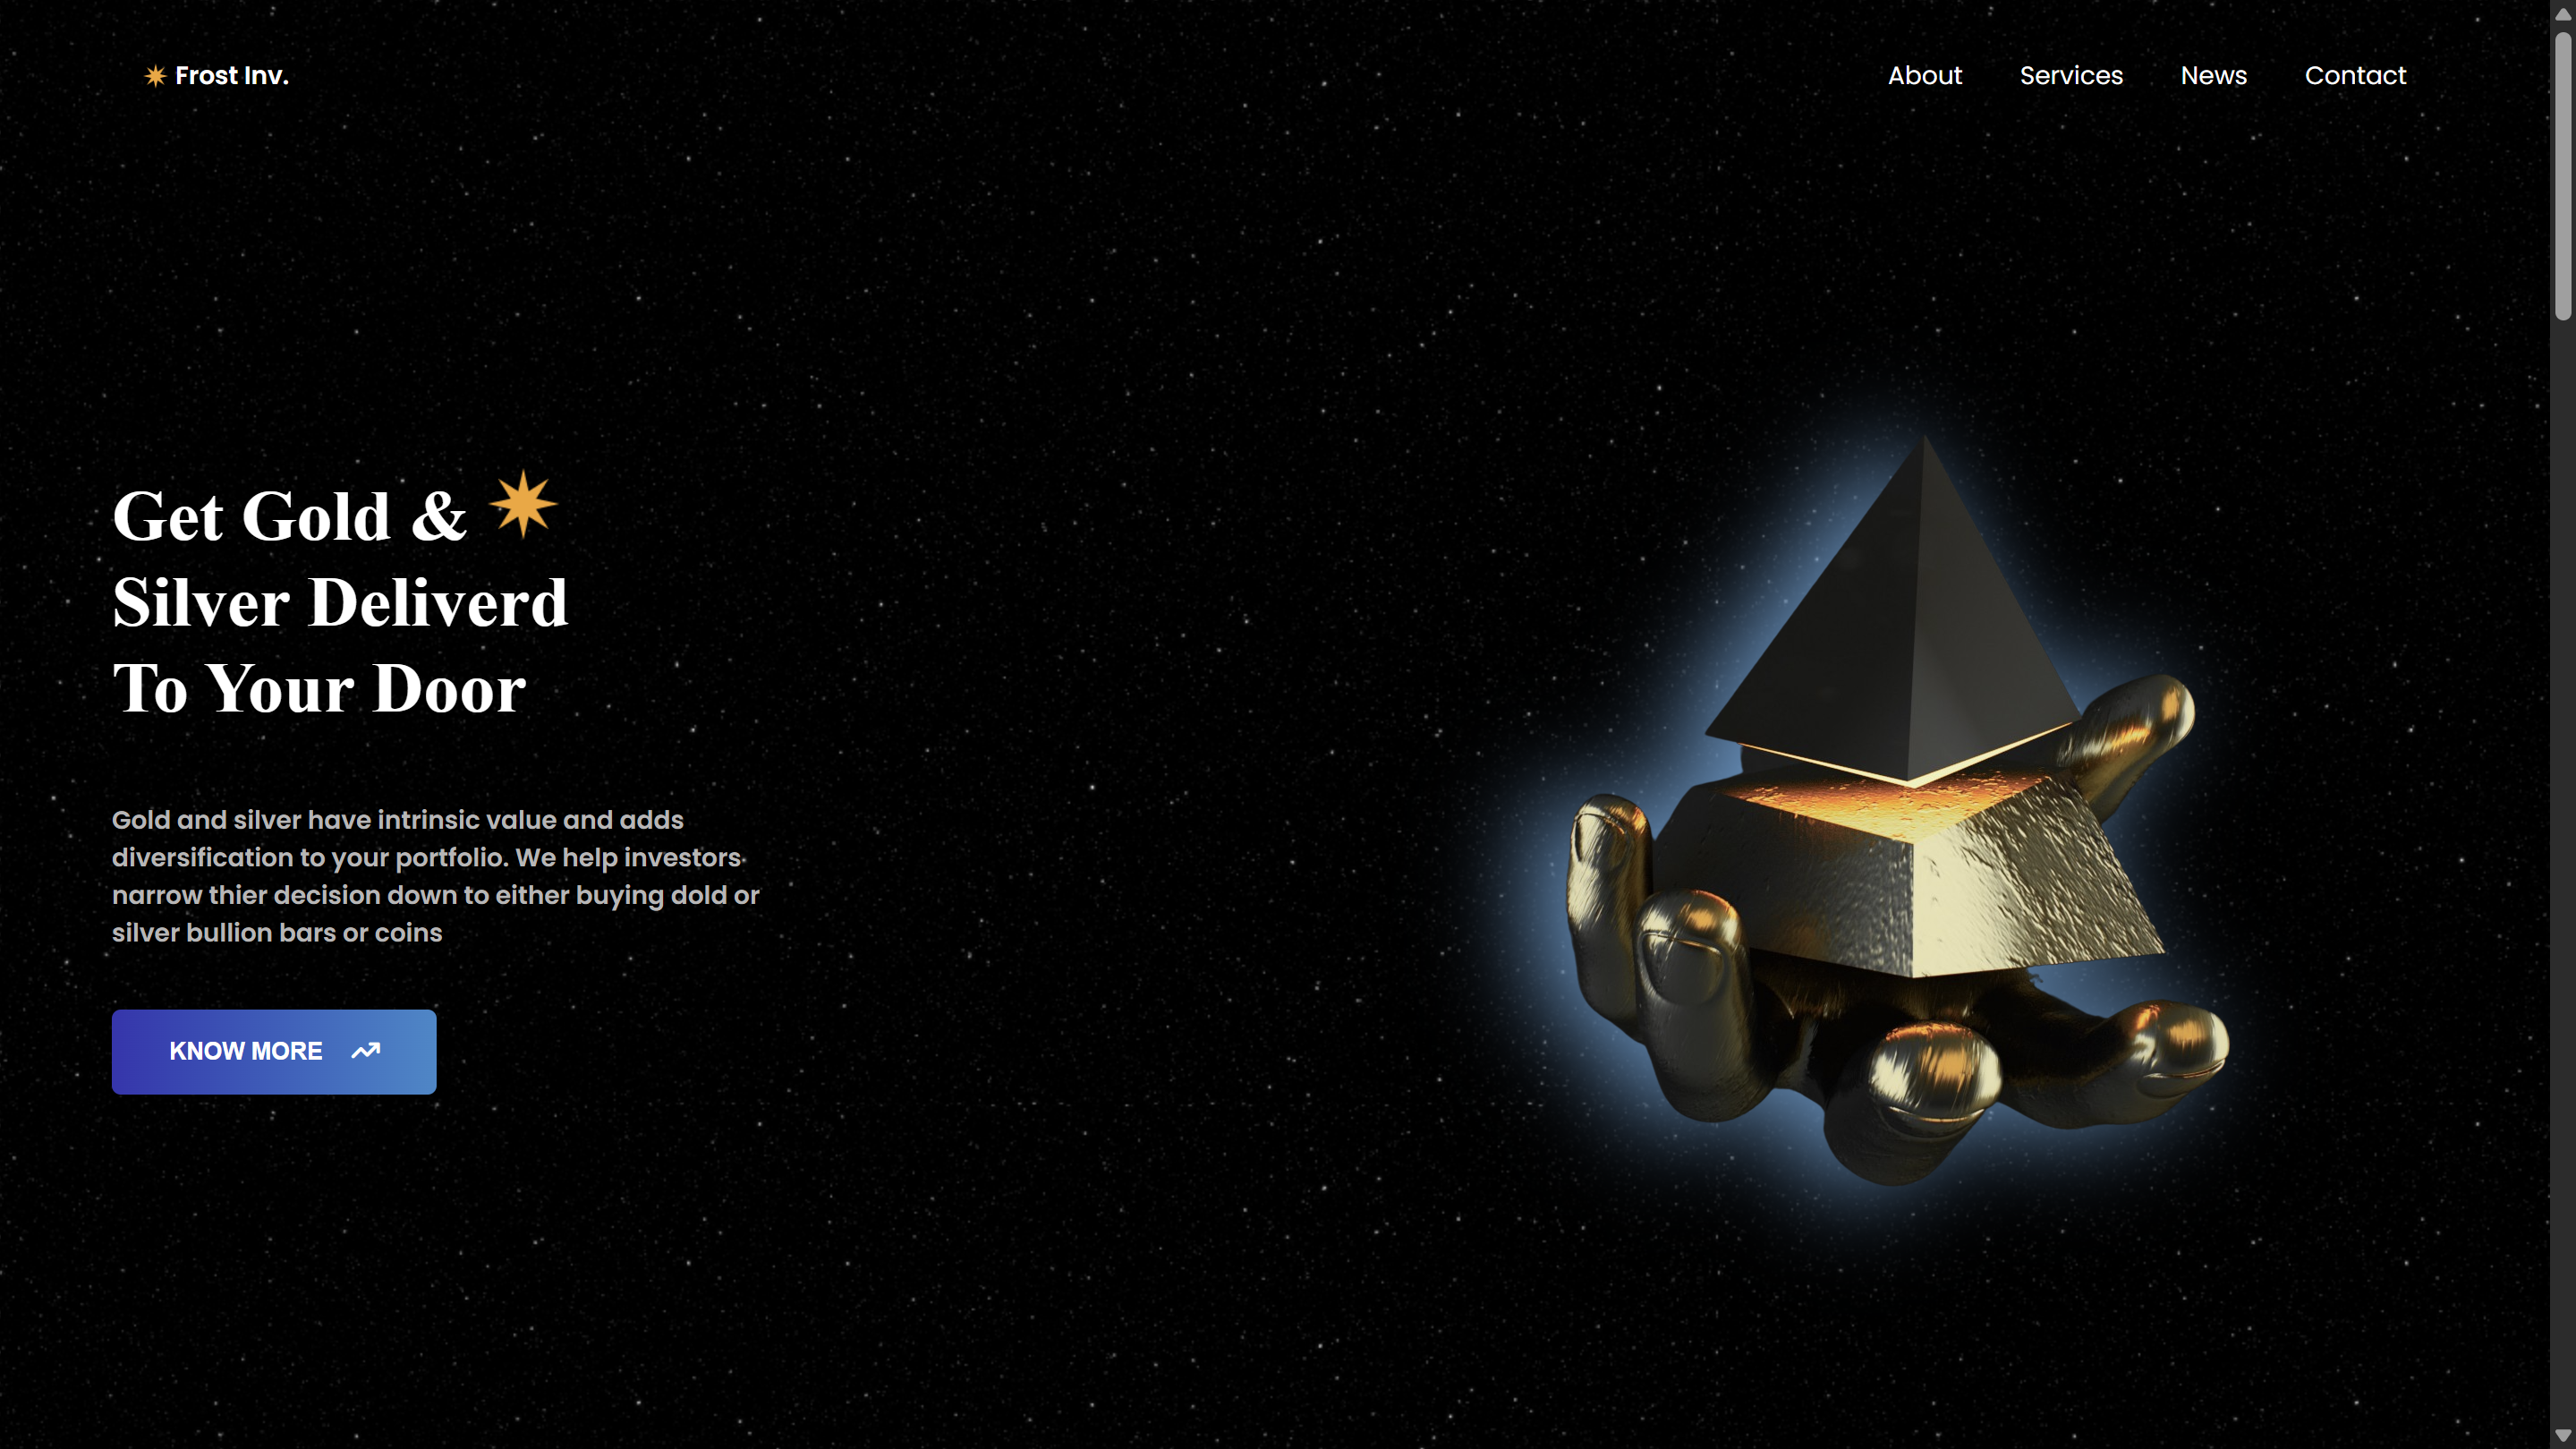 Frost Inv.
About Services News Contact
Get Gold &
Silver Deliverd
To Your Door
Gold and silver have intrinsic value and adds
diversification to your portfolio. We help investors
narrow thier decision down to either buying dold or
silver bullion bars or coins
KNOW MORE